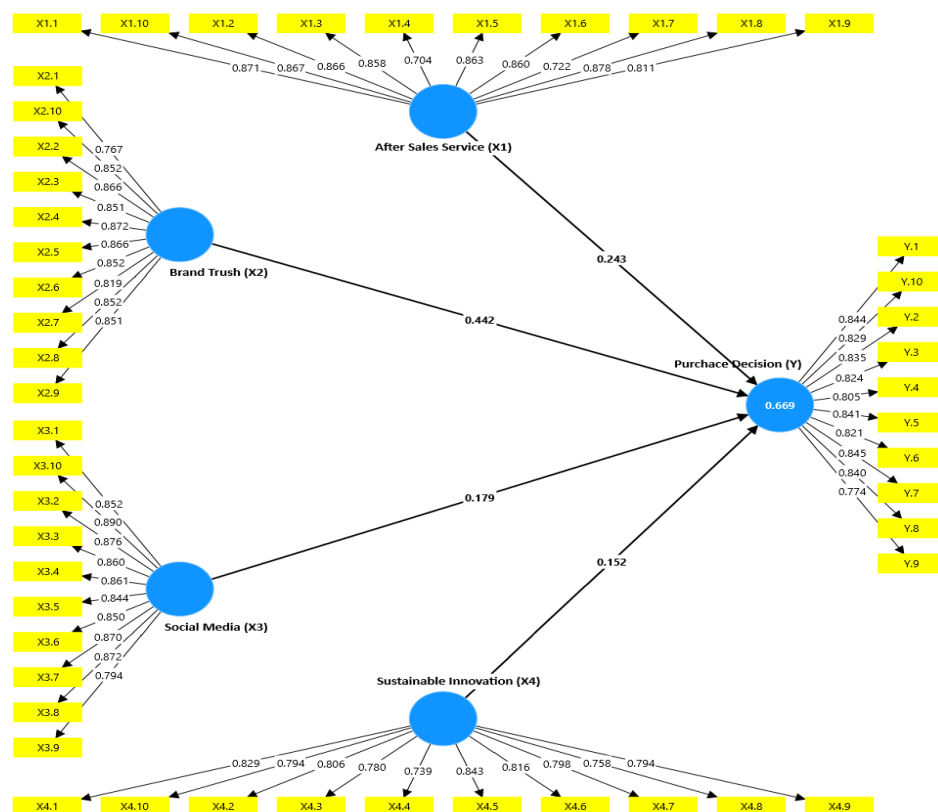 X1.1 X1.10 X1.2 X1.3 X1.4 X1.5 X1.6 X1.7 X1.8 X1.9
0.871 0.867 0.866 0.858 0.704 0.863 0.860 0.722 0.878 0.811
After Sales Service (X1)
X2.1
X2.10
X2.2
X2.3
X2.4
X2.5
X2.6
X2.7
X2.8
X2.9
0.767
0.852
0.866
0.851
0.872
0.866
0.852
0.819
0.852
0.851
Brand Trush (X2)
0.243
0.442
Purchace Decision (Y)
0.669
Y.1
Y.10
Y.2
Y.3
Y.4
Y.5
Y.6
Y.7
Y.8
Y.9
0.844
0.829
0.835
0.824
0.805
0.841
0.821
0.845
0.840
0.774
X3.1
X3.10
X3.2
X3.3
X3.4
X3.5
X3.6
X3.7
X3.8
X3.9
0.852
0.890
0.876
0.860
0.861
0.844
0.850
0.870
0.872
0.794
Social Media (X3)
0.179
0.152
Sustainable Innovation (X4)
0.829 0.794 0.806 0.780 0.739 0.843 0.816 0.798 0.758 0.794
X4.1 X4.10 X4.2 X4.3 X4.4 X4.5 X4.6 X4.7 X4.8 X4.9